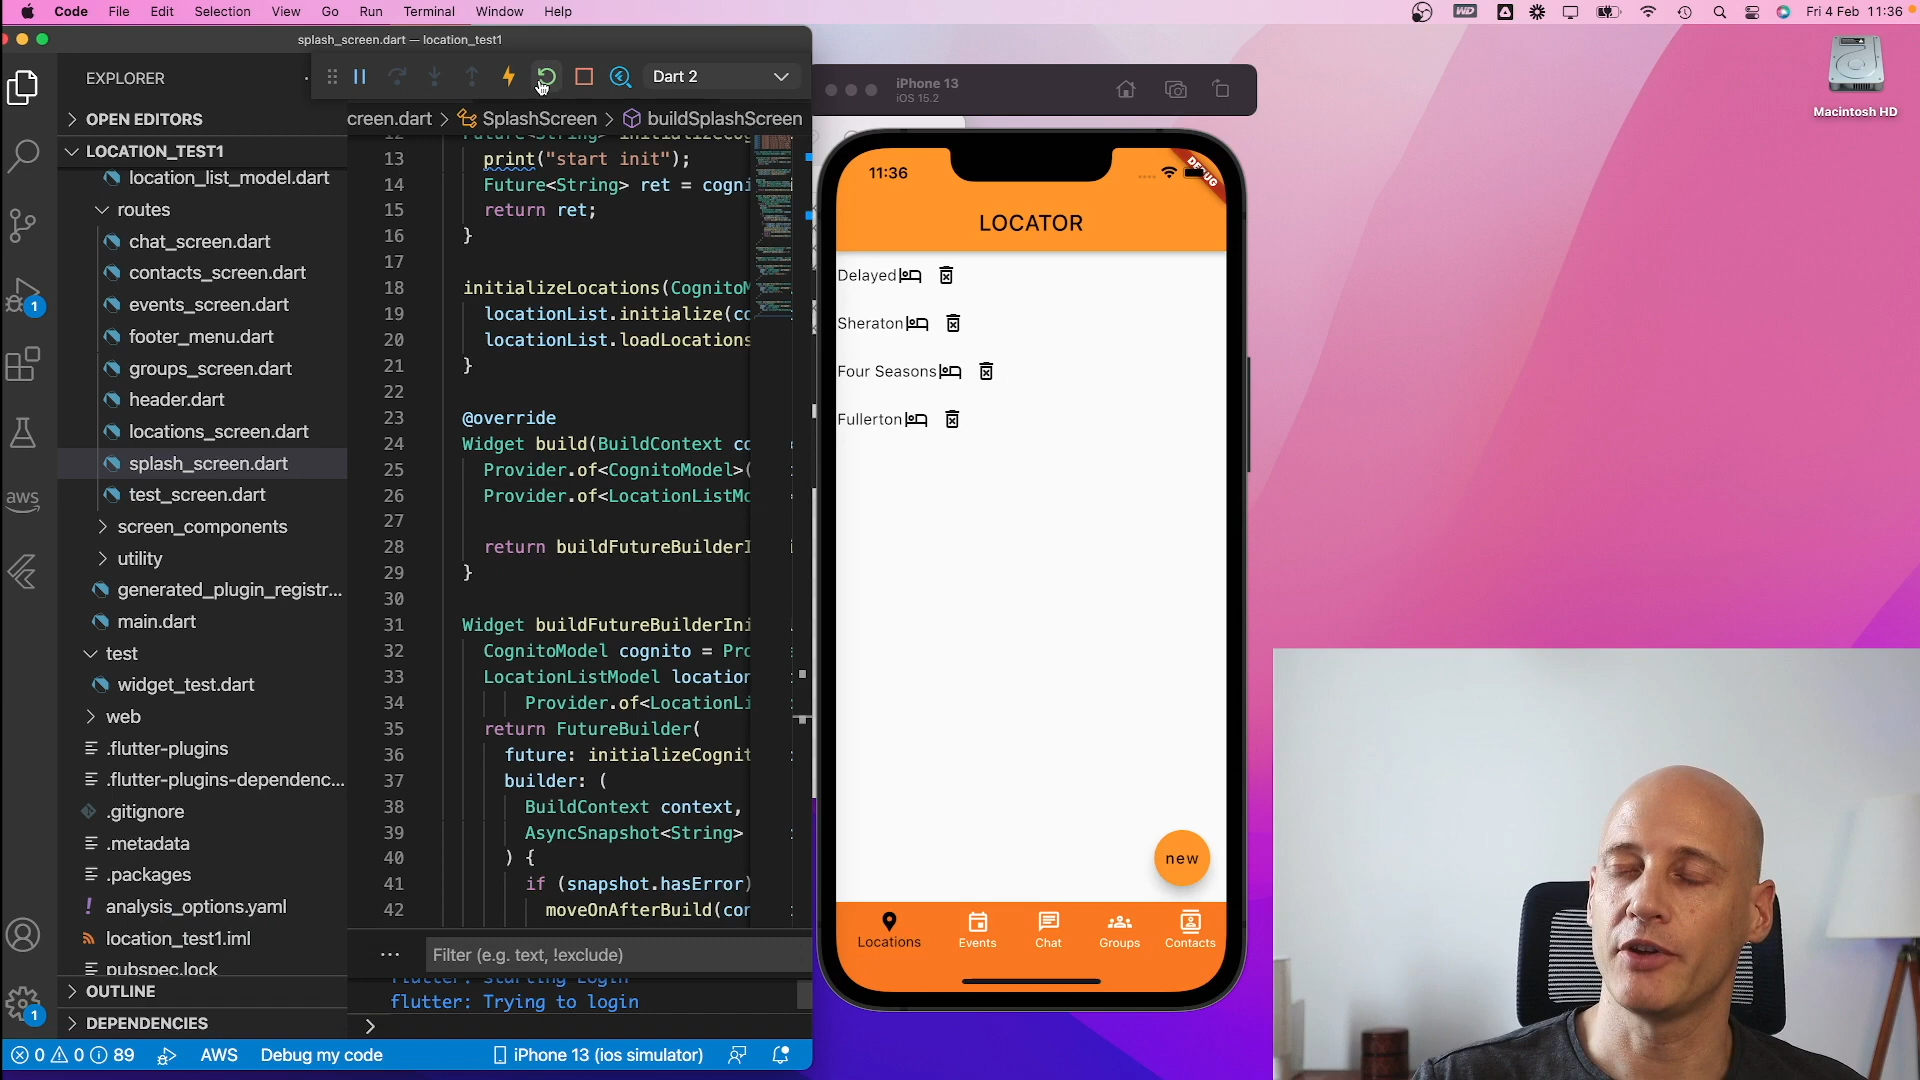 Code File Edit Selection View Go Run Terminal Window Help
WD
Fri 4 Feb 11:36
splash_screen.dart — location_test1
EXPLORER
Dart 2
OPEN EDITORS
LOCATION_TEST1
location_list_model.dart
routes
chat_screen.dart
contacts_screen.dart
events_screen.dart
footer_menu.dart
groups_screen.dart
header.dart
locations_screen.dart
splash_screen.dart
test_screen.dart
screen_components
utility
generated_plugin_registr...
main.dart
test
widget_test.dart
web
.flutter-plugins
.flutter-plugins-dependenc...
.gitignore
.metadata
.packages
analysis_options.yaml
location_test1.iml
pubspec.lock
OUTLINE
DEPENDENCIES
1
aws
1
creen.dart > SplashScreen > buildSplashScreen
13 print("start init");
14 Future<String> ret = cogni
15 return ret;
16 }
17
18 initializeLocations(CognitoM
19 locationList.initialize(co
20 locationList.loadLocations
21 }
22
23 @override
24 Widget build(BuildContext co
25 Provider.of<CognitoModel>(
26 Provider.of<LocationListMo
27
28 return buildFutureBuilderI
29 }
30
31 Widget buildFutureBuilderIni
32 CognitoModel cognito = Pro
33 LocationListModel location
34 Provider.of<LocationLi
35 return FutureBuilder(
36 future: initializeCognit
37 builder: (
38 BuildContext context,
39 AsyncSnapshot<String>
40 ) {
41 if (snapshot.hasError)
42 moveOnAfterBuild(con
Filter (e.g. text, !exclude)
flutter: starting Login
flutter: Trying to login
0 0 89 AWS Debug my code iPhone 13 (ios simulator)
iPhone 13
iOS 15.2
11:36
DEBUG
LOCATOR
Delayed
Sheraton
Four Seasons
Fullerton
new
Locations Events Chat Groups Contacts
Macintosh HD